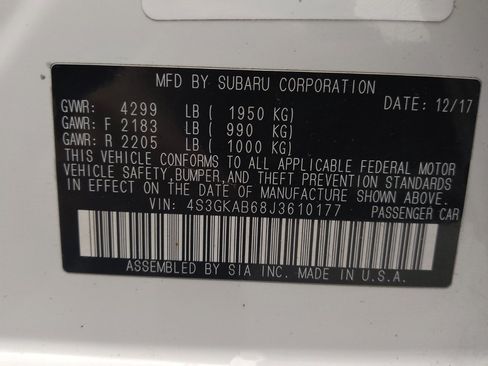 MFD BY SUBARU CORPORATION
GVWR: 4299 LB ( 1950 KG) DATE: 12/17
GAWR: F 2183 LB ( 990 KG)
GAWR: R 2205 LB ( 1000 KG)
THIS VEHICLE CONFORMS TO ALL APPLICABLE FEDERAL MOTOR
VEHICLE SAFETY,BUMPER,AND THEFT PREVENTION STANDARDS
IN EFFECT ON THE DATE OF MANUFACTURE SHOWN ABOVE.
VIN: 4S3GKAB68J3610177 PASSENGER CAR
ASSEMBLED BY SIA INC. MADE IN U.S.A.